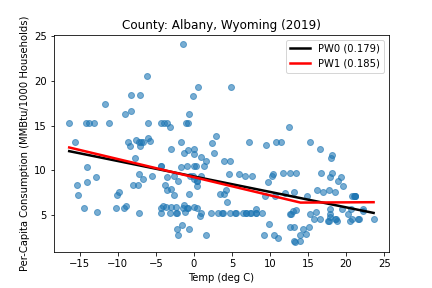 County: Albany, Wyoming (2019)
Per-Capita Consumption (MMBtu/1000 Households)
25
20
15
10
5
PW0 (0.179)
PW1 (0.185)
−15 −10 −5 0 5 10 15 20 25
Temp (deg C)